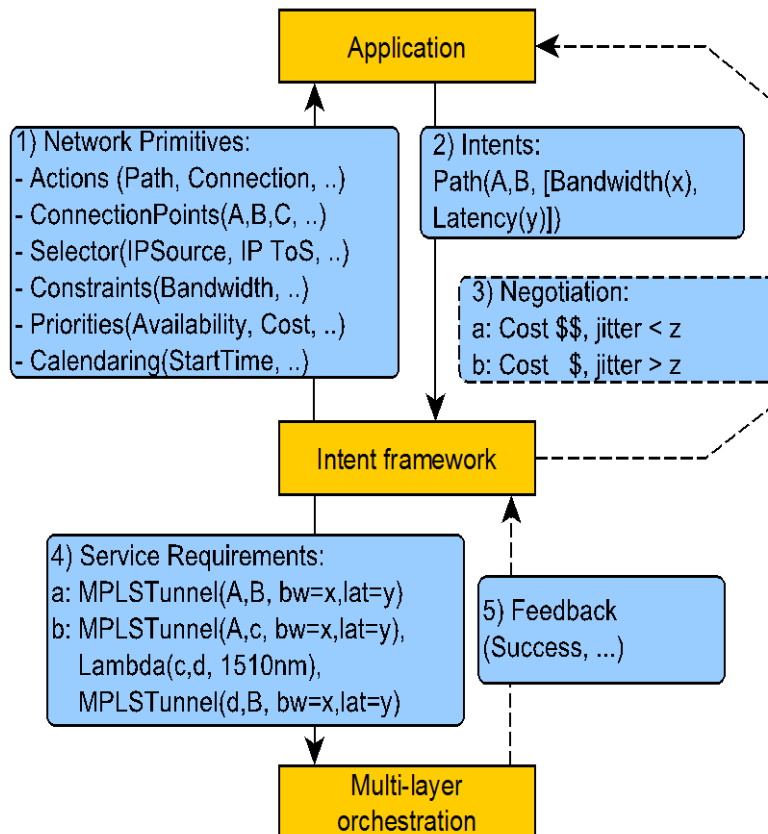 Application
1) Network Primitives:
- Actions (Path, Connection, ..)
- ConnectionPoints(A,B,C, ..)
- Selector(IPSource, IP ToS, ..)
- Constraints(Bandwidth, ..)
- Priorities(Availability, Cost, ..)
- Calendaring(StartTime, ..)
2) Intents:
Path(A,B, [Bandwidth(x),
Latency(y)])
3) Negotiation:
a: Cost $$, jitter < z
b: Cost $, jitter > z
Intent framework
4) Service Requirements:
a: MPLSTunnel(A,B, bw=x,lat=y)
b: MPLSTunnel(A,c, bw=x,lat=y),
Lambda(c,d, 1510nm),
MPLSTunnel(d,B, bw=x,lat=y)
5) Feedback
(Success, ...)
Multi-layer
orchestration